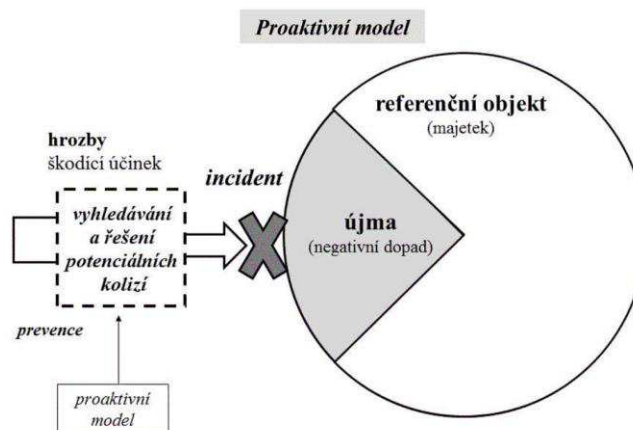 Proaktivní model
referenční objekt
(majetek)
hrozby
škodící účinek
incident
vyhledávání
a řešení
potenciálních
kolizí
újma
(negativní dopad)
prevence
proaktivní
model